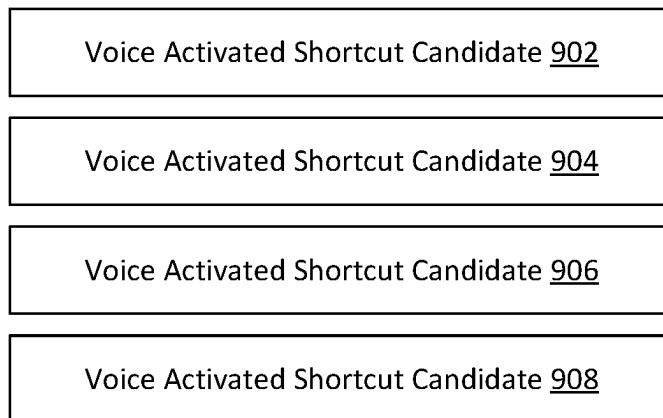 Voice Activated Shortcut Candidate 902
Voice Activated Shortcut Candidate 904
Voice Activated Shortcut Candidate 906
Voice Activated Shortcut Candidate 908